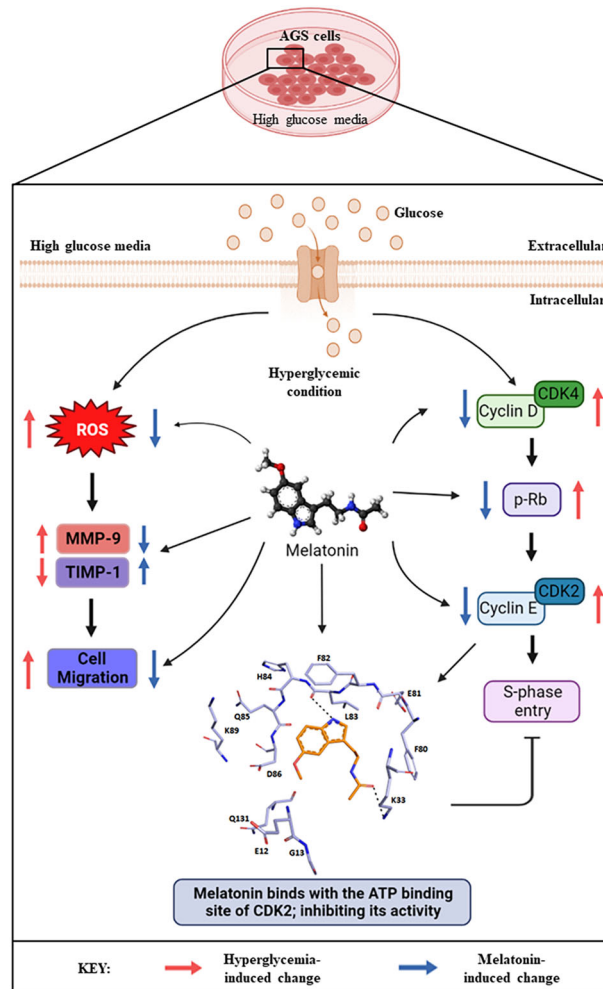 AGS cells
High glucose media
Glucose
High glucose media
Extracellular
Intracellular
Hyperglycemic
condition
ROS
CDK4
Cyclin D
p-Rb
MMP-9
TIMP-1
Melatonin
CDK2
Cyclin E
Cell
Migration
S-phase
entry
F82
H84
E81
Q85
L83
K89
F80
D86
K33
Q131
E12
G13
Melatonin binds with the ATP binding
site of CDK2; inhibiting its activity
KEY:
Hyperglycemia-
induced change
Melatonin-
induced change